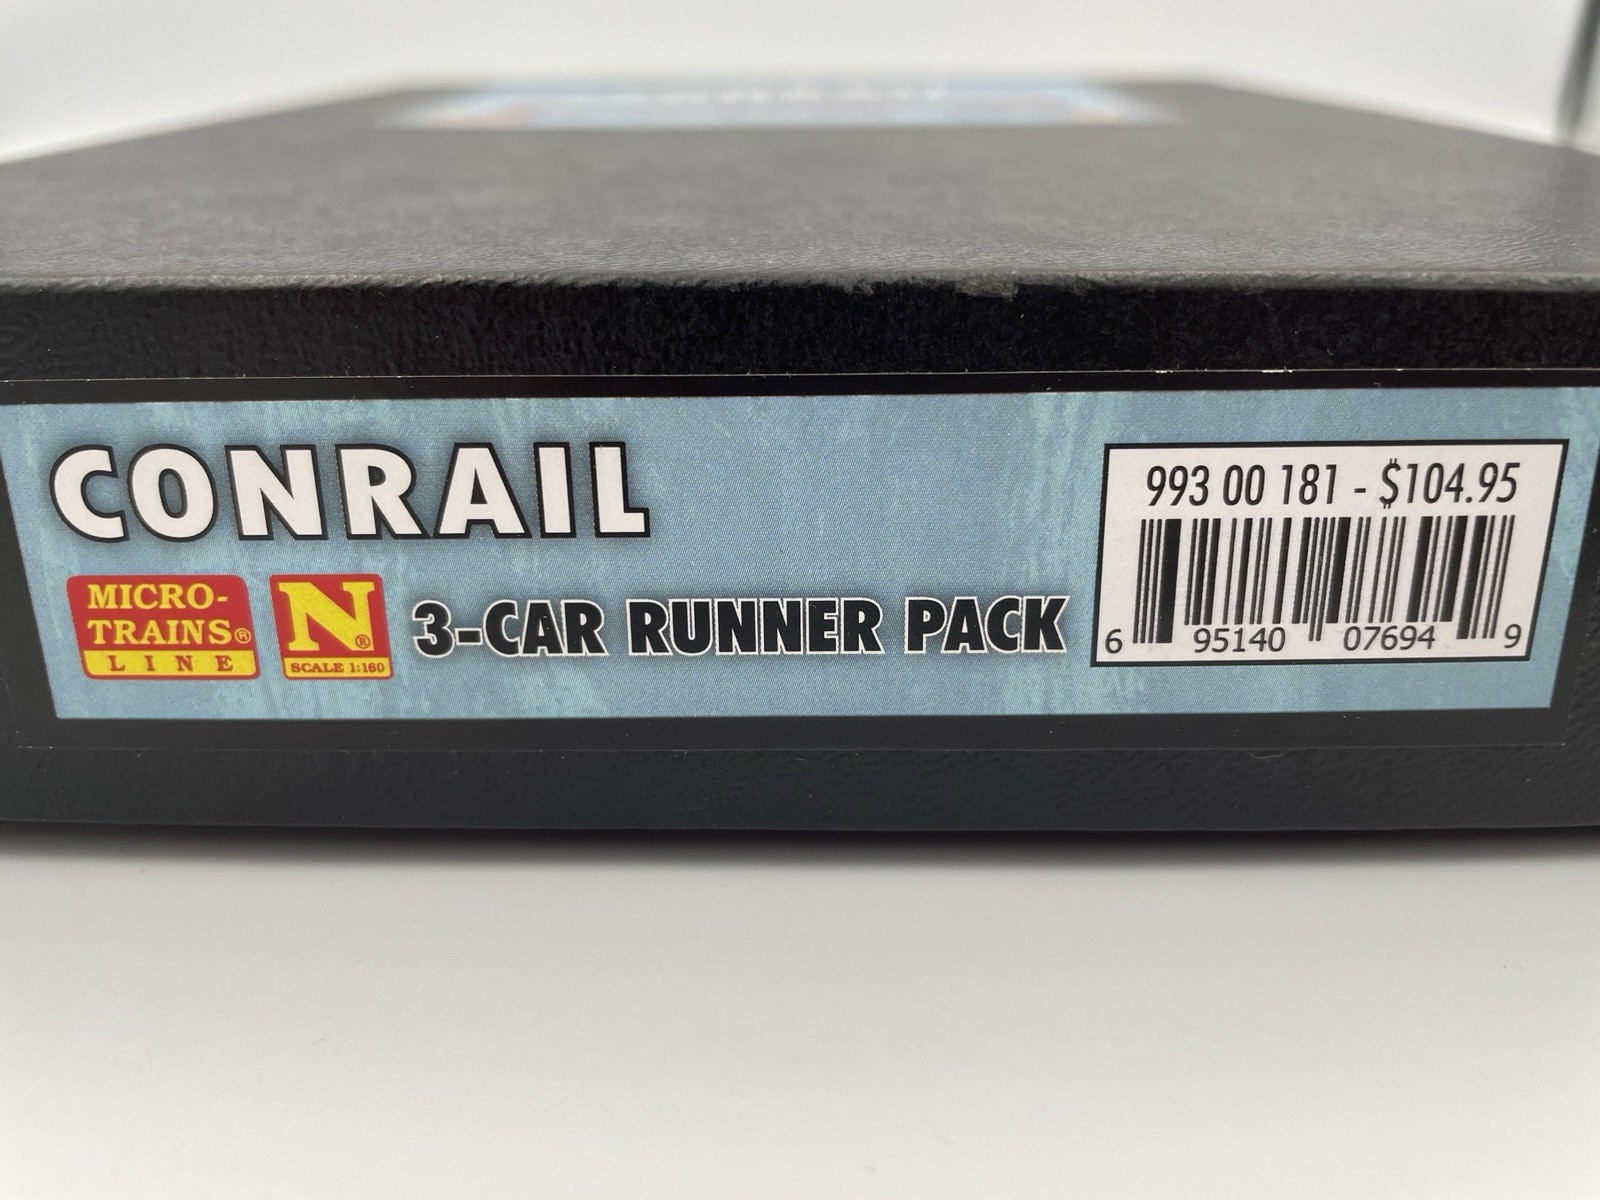 CONRAIL
MICRO-
TRAINS®
LINE
N®
SCALE 1:160
3-CAR RUNNER PACK
993 00 181 - $104.95
6 95140 07694 9